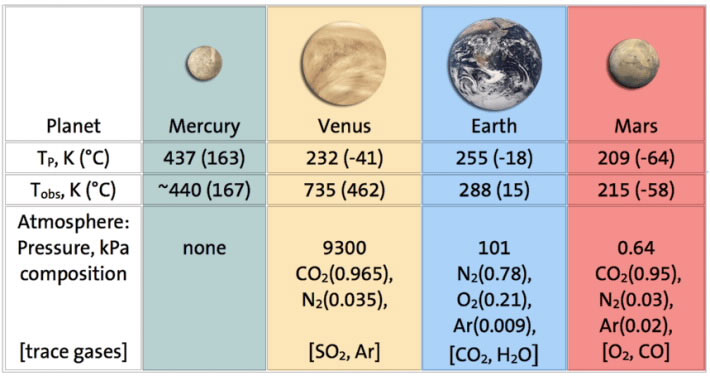 Planet Mercury Venus Earth Mars
T_P, K (°C) 437 (163) 232 (-41) 255 (-18) 209 (-64)
T_obs, K (°C) ~440 (167) 735 (462) 288 (15) 215 (-58)
Atmosphere:
Pressure, kPa none 9300 101 0.64
composition CO₂(0.965), N₂(0.78), CO₂(0.95),
N₂(0.035), O₂(0.21), N₂(0.03),
Ar(0.009), Ar(0.02),
[trace gases] [SO₂, Ar] [CO₂, H₂O] [O₂, CO]